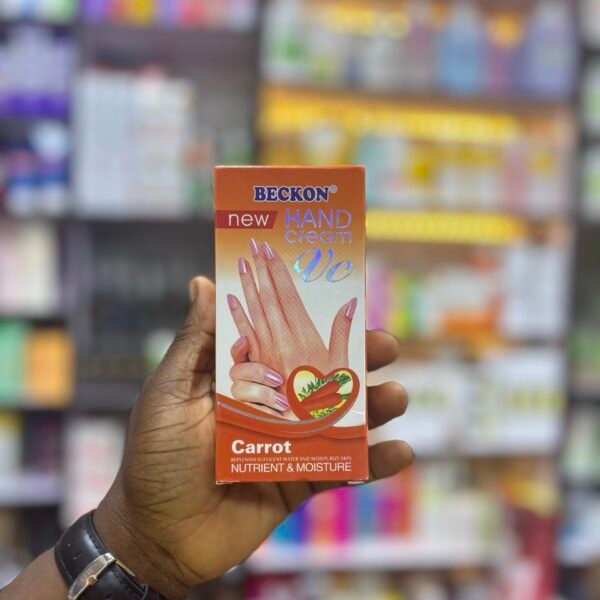 BECKON®
new HAND
cream
Vc
Carrot
REPLENISH SUFFICIENT WATER AND MOISTURIZE SKIN
NUTRIENT & MOISTURE